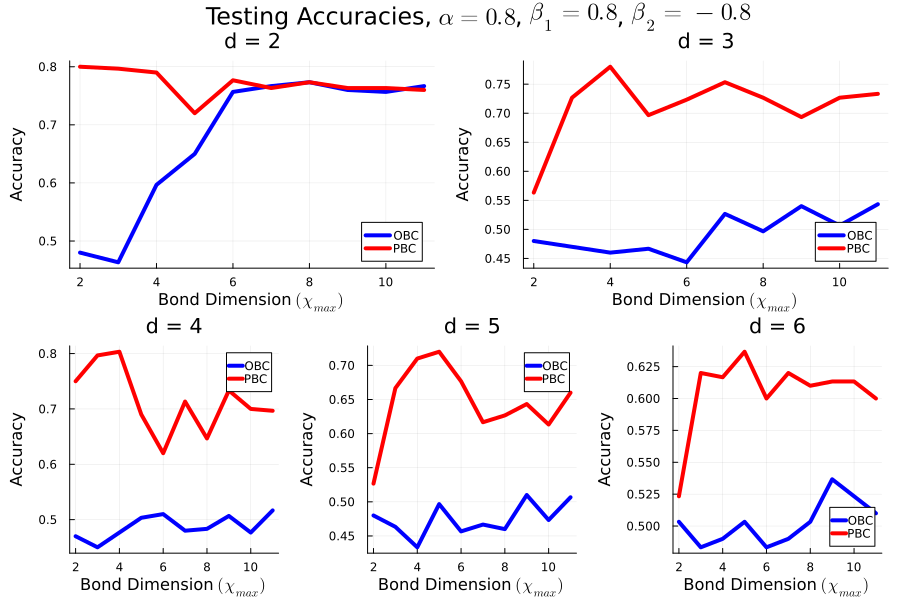 Testing Accuracies, α = 0.8, β₁ = 0.8, β₂ = − 0.8
d = 2
0.8
0.7
0.6
0.5
Accuracy
OBC
PBC
2 4 6 8 10
Bond Dimension (χₘₐₓ)
d = 3
0.75
0.70
0.65
0.60
0.55
0.50
0.45
Accuracy
OBC
PBC
2 4 6 8 10
Bond Dimension (χₘₐₓ)
d = 4
0.8
0.7
0.6
0.5
Accuracy
OBC
PBC
2 4 6 8 10
Bond Dimension (χₘₐₓ)
d = 5
0.70
0.65
0.60
0.55
0.50
0.45
Accuracy
OBC
PBC
2 4 6 8 10
Bond Dimension (χₘₐₓ)
d = 6
0.625
0.600
0.575
0.550
0.525
0.500
Accuracy
OBC
PBC
2 4 6 8 10
Bond Dimension (χₘₐₓ)